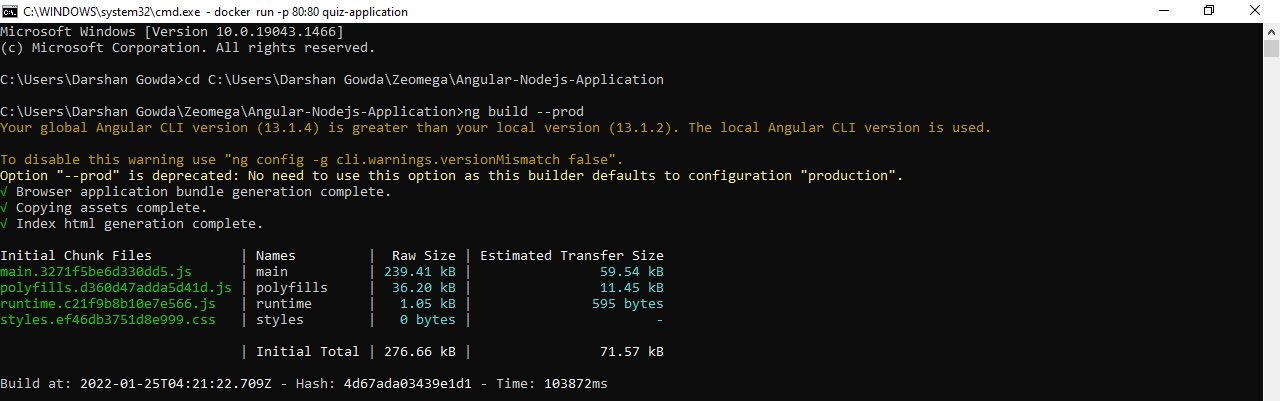 C:\WINDOWS\system32\cmd.exe - docker run -p 80:80 quiz-application
Microsoft Windows [Version 10.0.19043.1466]
(c) Microsoft Corporation. All rights reserved.
C:\Users\Darshan Gowda>cd C:\Users\Darshan Gowda\Zeomega\Angular-Nodejs-Application
C:\Users\Darshan Gowda\Zeomega\Angular-Nodejs-Application>ng build --prod
Your global Angular CLI version (13.1.4) is greater than your local version (13.1.2). The local Angular CLI version is used.
To disable this warning use "ng config -g cli.warnings.versionMismatch false".
Option "--prod" is deprecated: No need to use this option as this builder defaults to configuration "production".
√ Browser application bundle generation complete.
√ Copying assets complete.
√ Index html generation complete.
Initial Chunk Files | Names | Raw Size | Estimated Transfer Size
main.3271f5be6d330dd5.js | main | 239.41 kB | 59.54 kB
polyfills.d360d47adda5d41d.js | polyfills | 36.20 kB | 11.45 kB
runtime.c21f9b8b10e7e566.js | runtime | 1.05 kB | 595 bytes
styles.ef46db3751d8e999.css | styles | 0 bytes | -
| Initial Total | 276.66 kB | 71.57 kB
Build at: 2022-01-25T04:21:22.709Z - Hash: 4d67ada03439e1d1 - Time: 103872ms